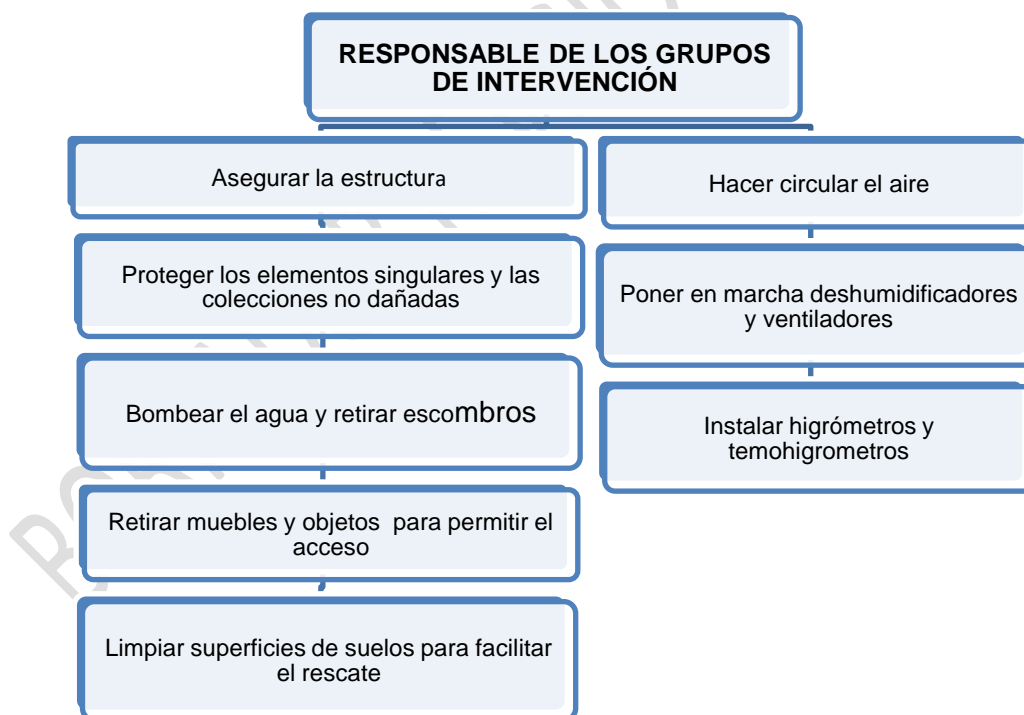 RESPONSABLE DE LOS GRUPOS
DE INTERVENCIÓN
Asegurar la estructura
Proteger los elementos singulares y las
colecciones no dañadas
Bombear el agua y retirar escombros
Retirar muebles y objetos para permitir el
acceso
Limpiar superficies de suelos para facilitar
el rescate
Hacer circular el aire
Poner en marcha deshumidificadores
y ventiladores
Instalar higrómetros y
temohigrometros